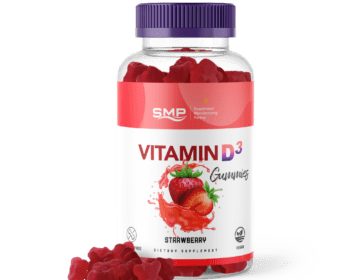 SMP
Supplement
Manufacturing
Partner
VITAMIN D3
Gummies
STRAWBERRY
DIETARY SUPPLEMENT